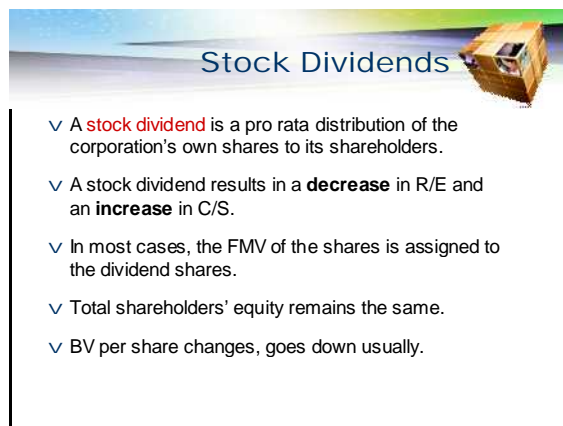 Stock Dividends
v A stock dividend is a pro rata distribution of the
corporation's own shares to its shareholders.
v A stock dividend results in a decrease in R/E and
an increase in C/S.
v In most cases, the FMV of the shares is assigned to
the dividend shares.
v Total shareholders' equity remains the same.
v BV per share changes, goes down usually.